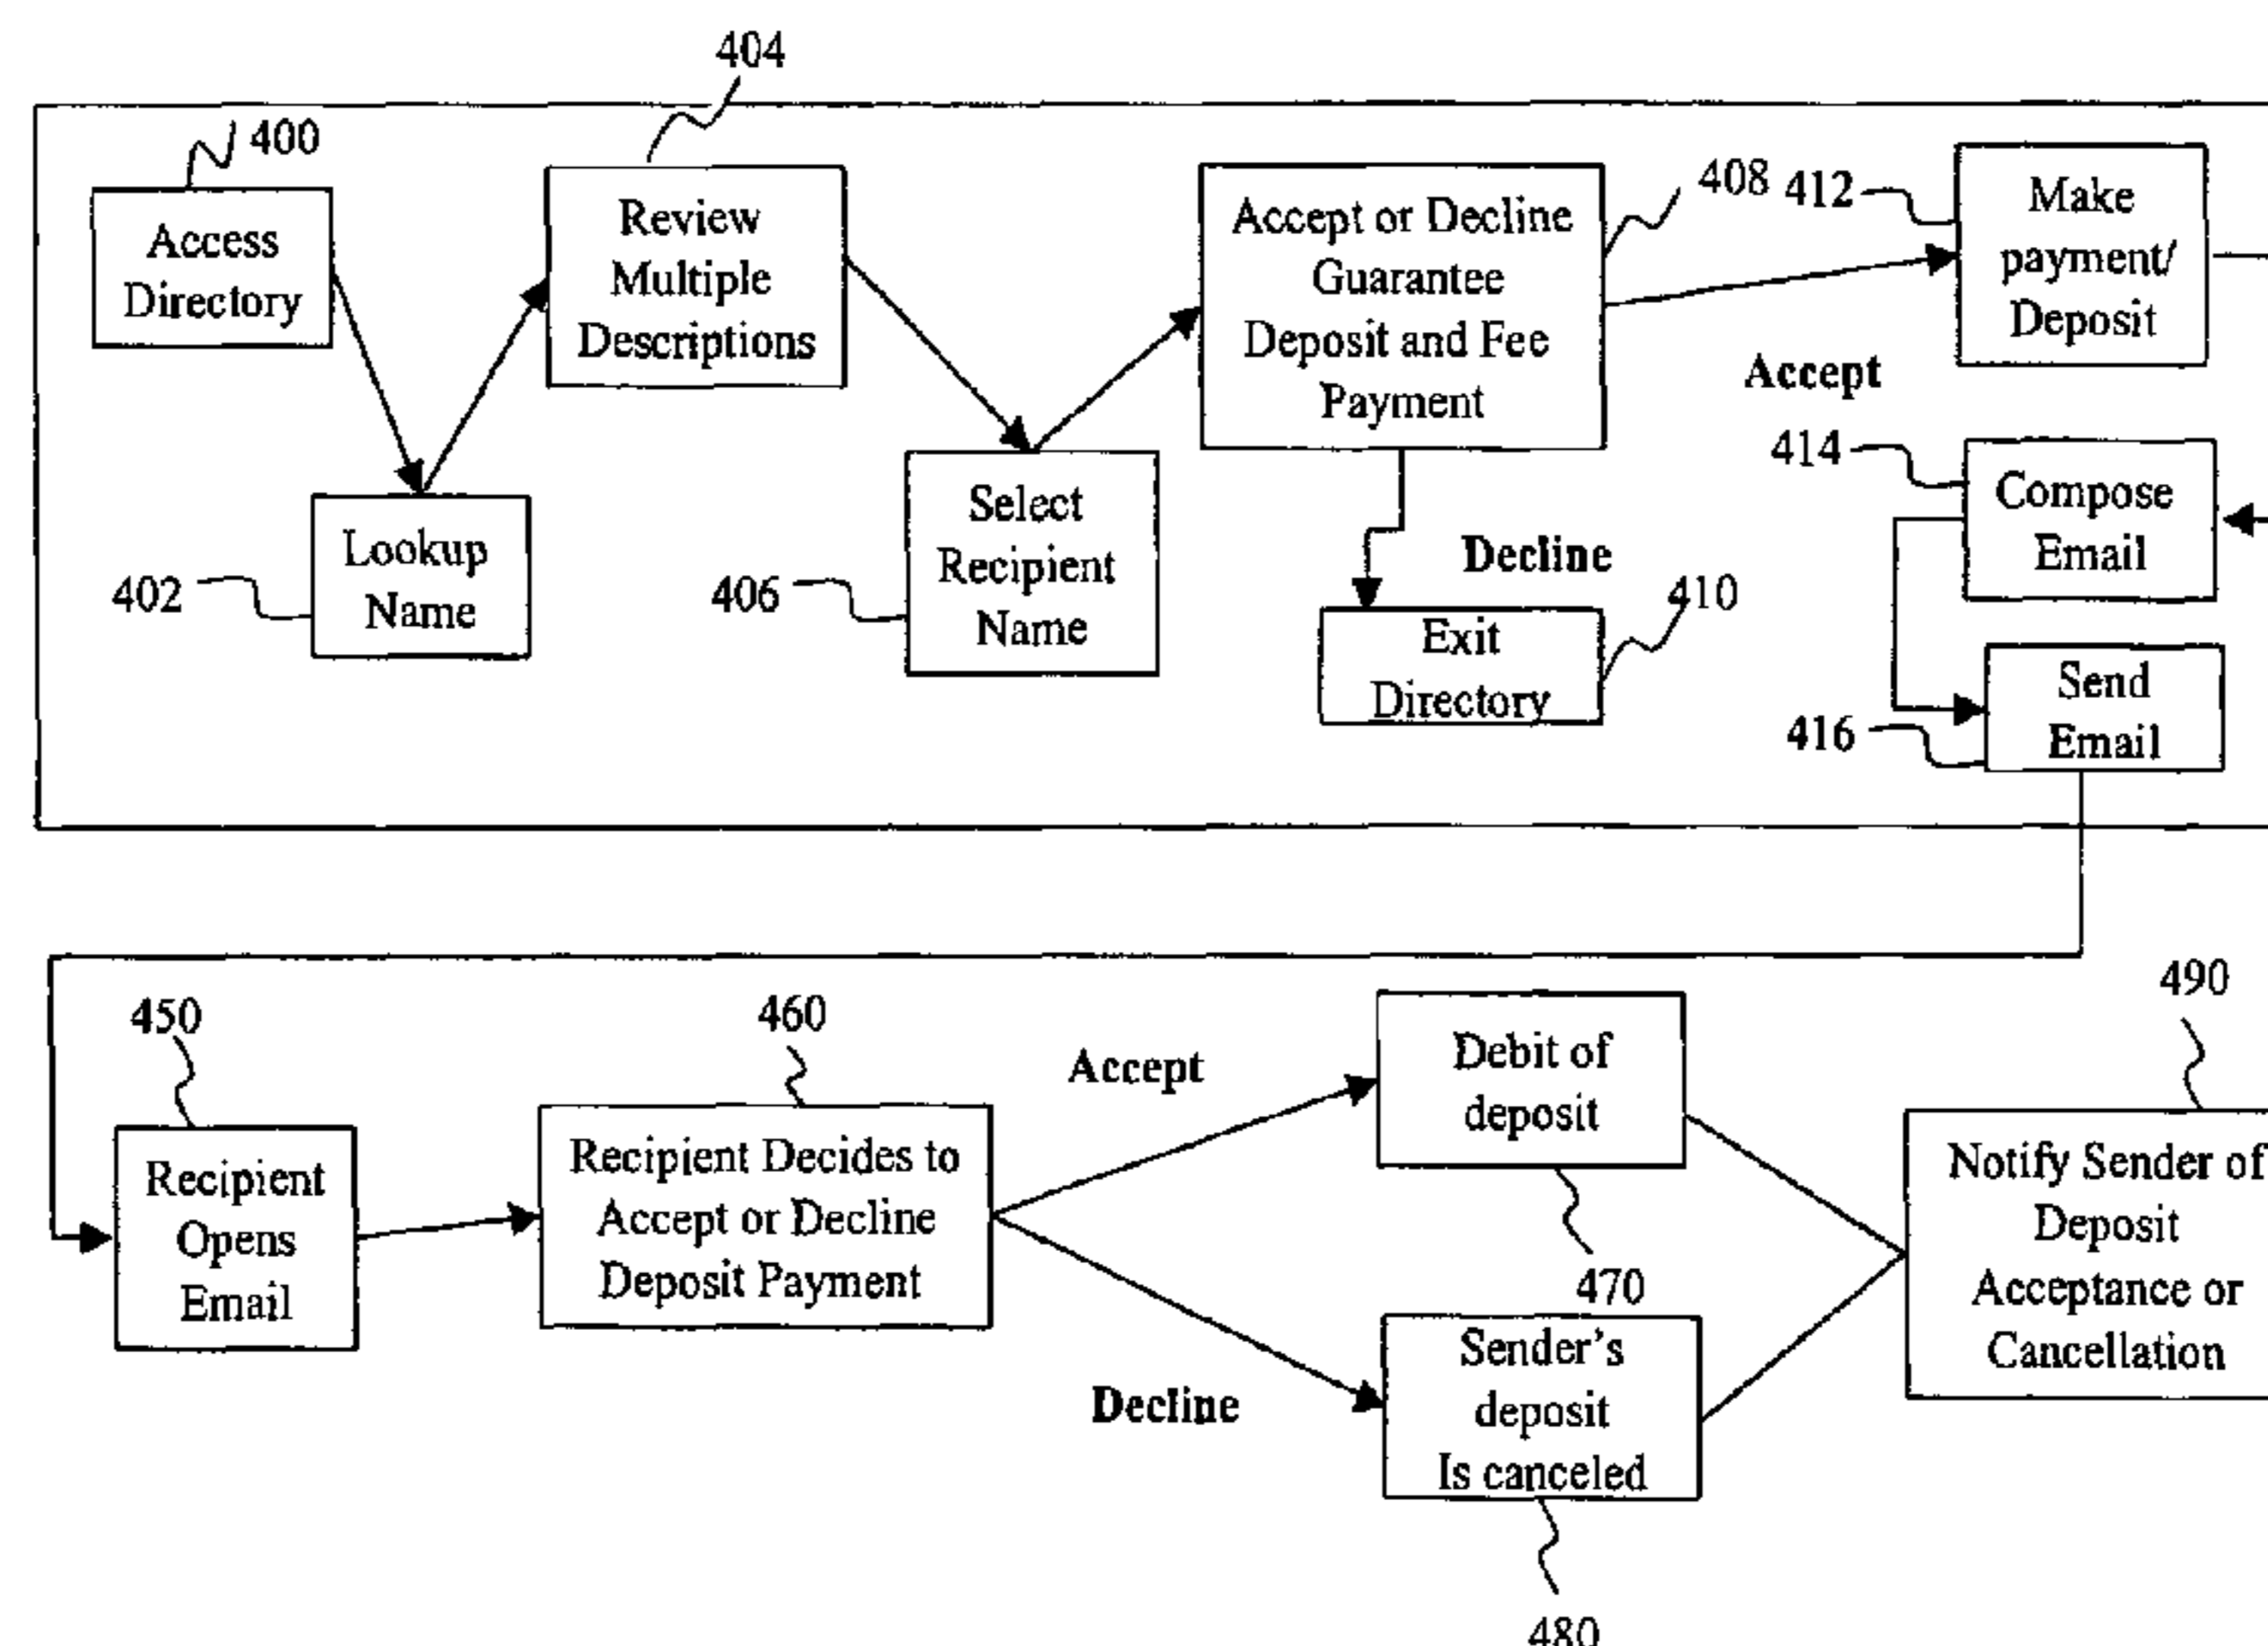 404
400
Access
Directory
Review
Multiple
Descriptions
Accept or Decline
Guarantee
Deposit and Fee
Payment
408
412
Make
payment/
Deposit
Accept
402
Lookup
Name
406
Select
Recipient
Name
Decline
410
Exit
Directory
414
Compose
Email
416
Send
Email
450
Recipient
Opens
Email
460
Recipient Decides to
Accept or Decline
Deposit Payment
Accept
Decline
Debit of
deposit
470
Sender's
deposit
Is canceled
480
490
Notify Sender of
Deposit
Acceptance or
Cancellation